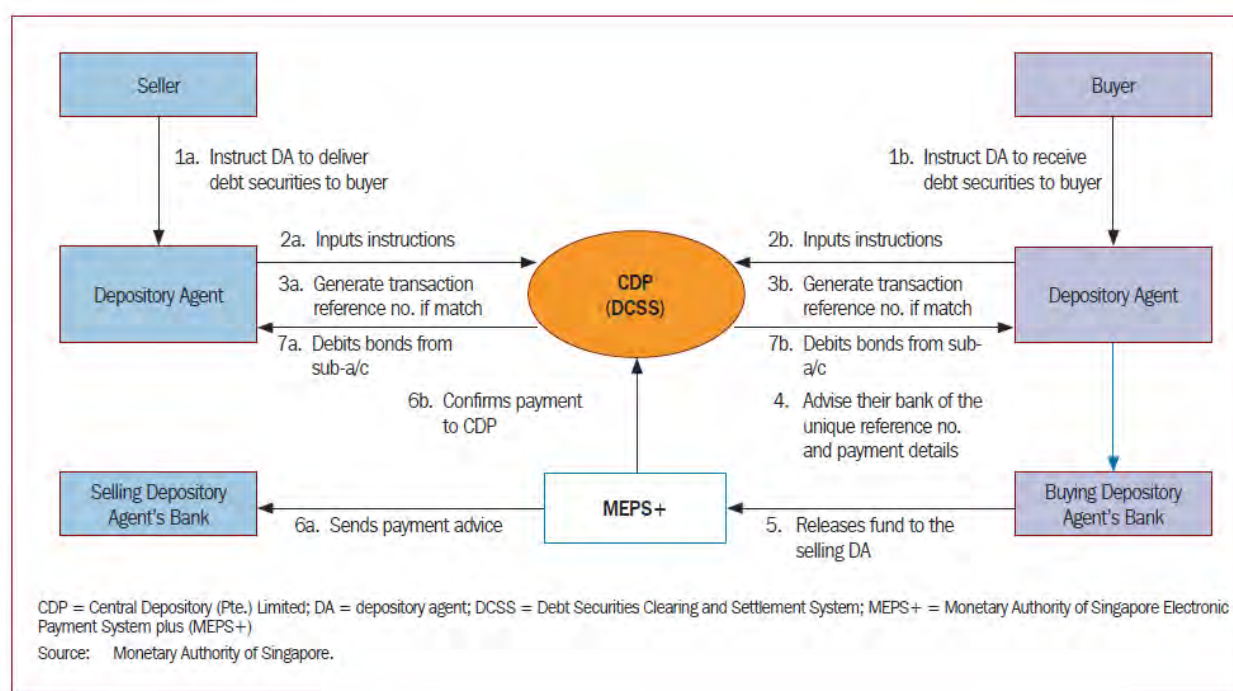 Seller
Buyer
1a. Instruct DA to deliver
debt securities to buyer
1b. Instruct DA to receive
debt securities to buyer
Depository Agent
2a. Inputs instructions
3a. Generate transaction
reference no. if match
7a. Debits bonds from
sub-a/c
CDP
(DCSS)
2b. Inputs instructions
3b. Generate transaction
reference no. if match
7b. Debits bonds from sub-
a/c
Depository Agent
6b. Confirms payment
to CDP
4. Advise their bank of the
unique reference no.
and payment details
Selling Depository
Agent's Bank
6a. Sends payment advice
MEPS+
5. Releases fund to the
selling DA
Buying Depository
Agent's Bank
CDP = Central Depository (Pte.) Limited; DA = depository agent; DCSS = Debt Securities Clearing and Settlement System; MEPS+ = Monetary Authority of Singapore Electronic
Payment System plus (MEPS+)
Source: Monetary Authority of Singapore.